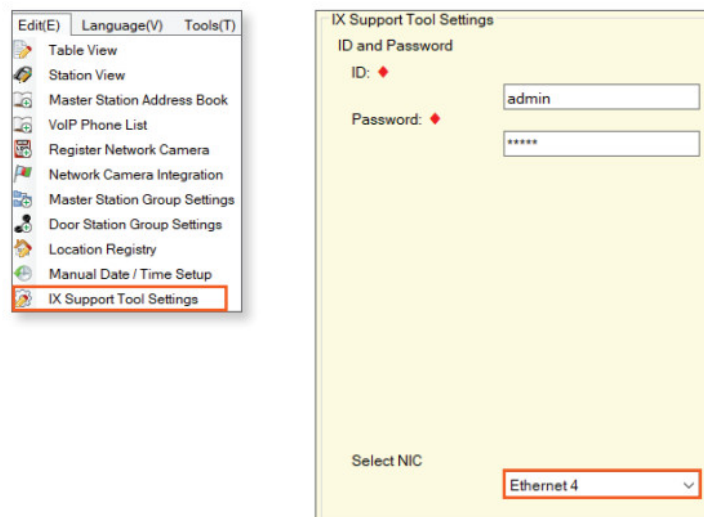 Edit(E) Language(V) Tools(T)
Table View
Station View
Master Station Address Book
VoIP Phone List
Register Network Camera
Network Camera Integration
Master Station Group Settings
Door Station Group Settings
Location Registry
Manual Date / Time Setup
IX Support Tool Settings
IX Support Tool Settings
ID and Password
ID: ♦
admin
Password: ♦
*****
Select NIC
Ethernet 4